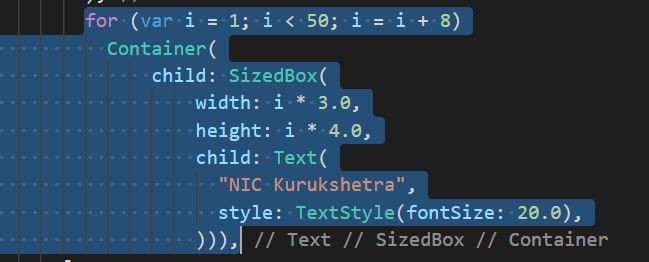 for (var i = 1; i < 50; i = i + 8)
Container(
child: SizedBox(
width: i * 3.0,
height: i * 4.0,
child: Text(
"NIC Kurukshetra",
style: TextStyle(fontSize: 20.0),
))), // Text // SizedBox // Container